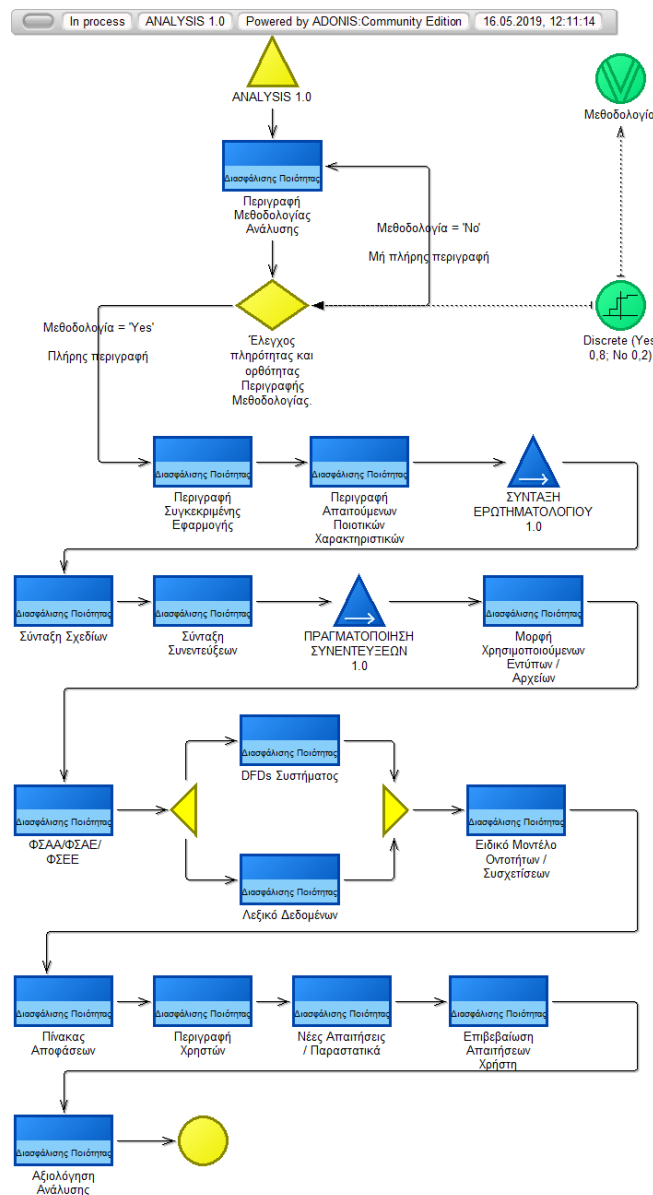 In process ANALYSIS 1.0 Powered by ADONIS:Community Edition 16.05.2019, 12:11:14
ANALYSIS 1.0
Μεθοδολογία
Διασφάλισης Ποιότητας
Περιγραφή
Μεθοδολογίας
Ανάλυσης
Μεθοδολογία = 'No'
Μή πλήρης περιγραφή
Μεθοδολογία = 'Yes'
Πλήρης περιγραφή
Έλεγχος
πληρότητας και
ορθότητας
Περιγραφής
Μεθοδολογίας.
Discrete (Yes
0,8; No 0,2)
Διασφάλισης Ποιότητας
Περιγραφή
Συγκεκριμένης
Εφαρμογής
Διασφάλισης Ποιότητας
Περιγραφή
Απαιτούμενων
Ποιοτικών
Χαρακτηριστικών
ΣΥΝΤΑΞΗ
ΕΡΩΤΗΜΑΤΟΛΟΓΙΟΥ
1.0
Διασφάλισης Ποιότητας
Σύνταξη Σχεδίων
Διασφάλισης Ποιότητας
Σύνταξη
Συνεντεύξεων
ΠΡΑΓΜΑΤΟΠΟΙΗΣΗ
ΣΥΝΕΝΤΕΥΞΕΩΝ
1.0
Διασφάλισης Ποιότητας
Μορφή
Χρησιμοποιούμενων
Εντύπων /
Αρχείων
Διασφάλισης Ποιότητας
DFDs Συστήματος
Διασφάλισης Ποιότητας
ΦΣΑΑ/ΦΣΑΕ/
ΦΣΕΕ
Διασφάλισης Ποιότητας
Ειδικό Μοντέλο
Οντοτήτων /
Συσχετίσεων
Διασφάλισης Ποιότητας
Λεξικό Δεδομένων
Διασφάλισης Ποιότητας
Πίνακας
Αποφάσεων
Διασφάλισης Ποιότητας
Περιγραφή
Χρηστών
Διασφάλισης Ποιότητας
Νέες Απαιτήσεις
/ Παραστατικά
Διασφάλισης Ποιότητας
Επιβεβαίωση
Απαιτήσεων
Χρήστη
Διασφάλισης Ποιότητας
Αξιολόγηση
Ανάλυσης